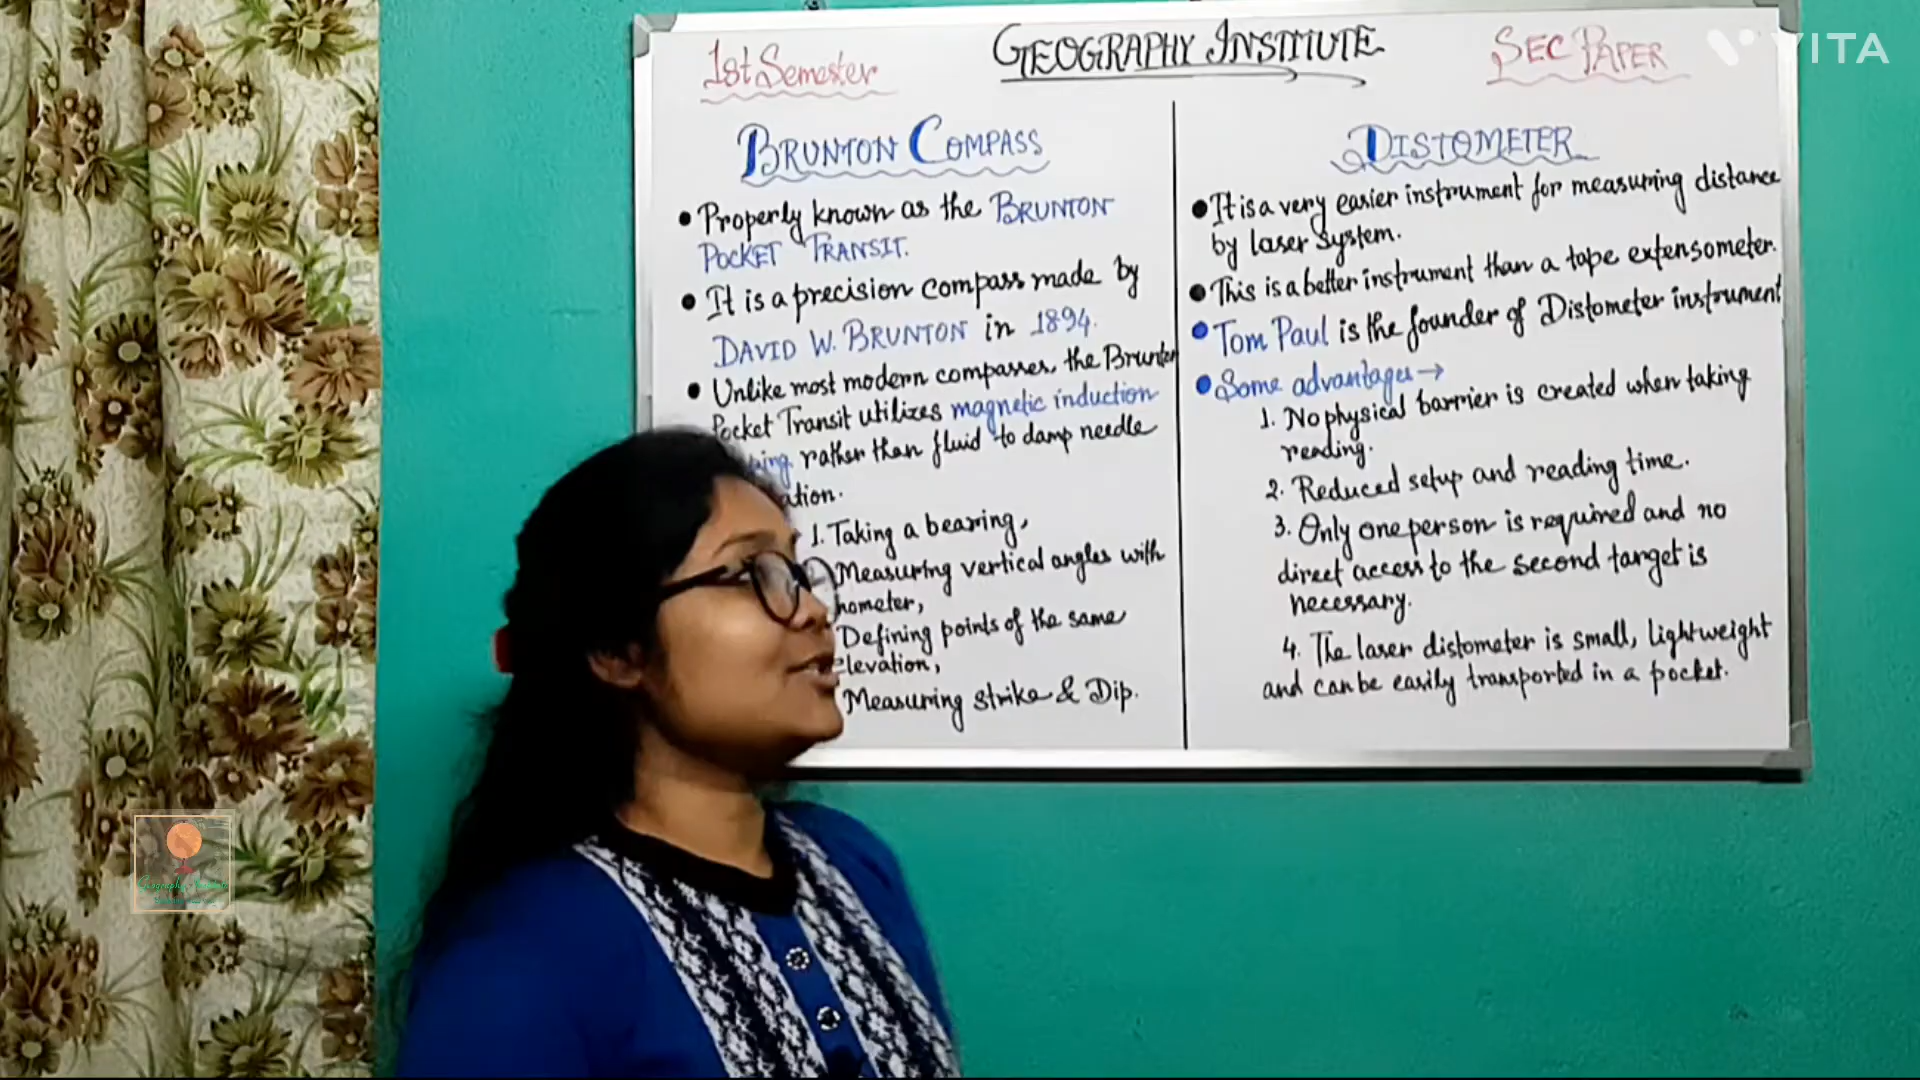 1st Semester
GEOGRAPHY INSTITUTE
SEC PAPER
VITA
BRUNTON COMPASS
• Properly known as the BRUNTON
POCKET TRANSIT.
• It is a precision compass made by
DAVID W. BRUNTON in 1894.
• Unlike most modern compasses, the Brunton
Pocket Transit utilizes magnetic induction
rather than fluid to damp needle
1. Taking a bearing,
Measuring vertical angles with
Defining points of the same
elevation,
Measuring strike & Dip.
DISTOMETER
• It is a very easier instrument for measuring distance
by laser system.
• This is a better instrument than a tape extensometer.
• Tom Paul is the founder of Distometer instrument
• Some advantages →
1. No physical barrier is created when taking
reading.
2. Reduced setup and reading time.
3. Only one person is required and no
direct access to the second target is
necessary.
4. The laser distometer is small, lightweight
and can be easily transported in a pocket.